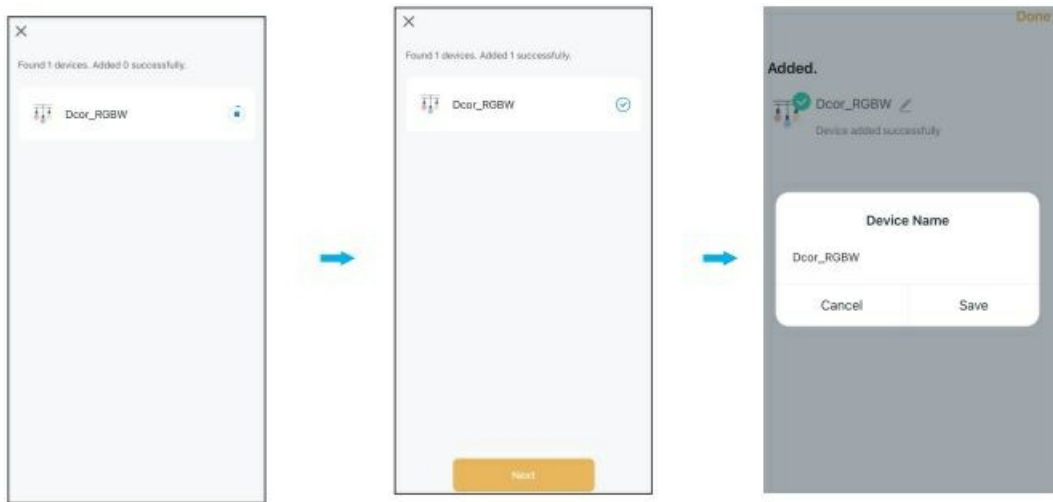 Found 1 devices. Added 0 successfully.
Dcor_RGBW
Found 1 devices. Added 1 successfully.
Dcor_RGBW
Next
Done
Added.
Dcor_RGBW
Device added successfully
Device Name
Dcor_RGBW
Cancel Save